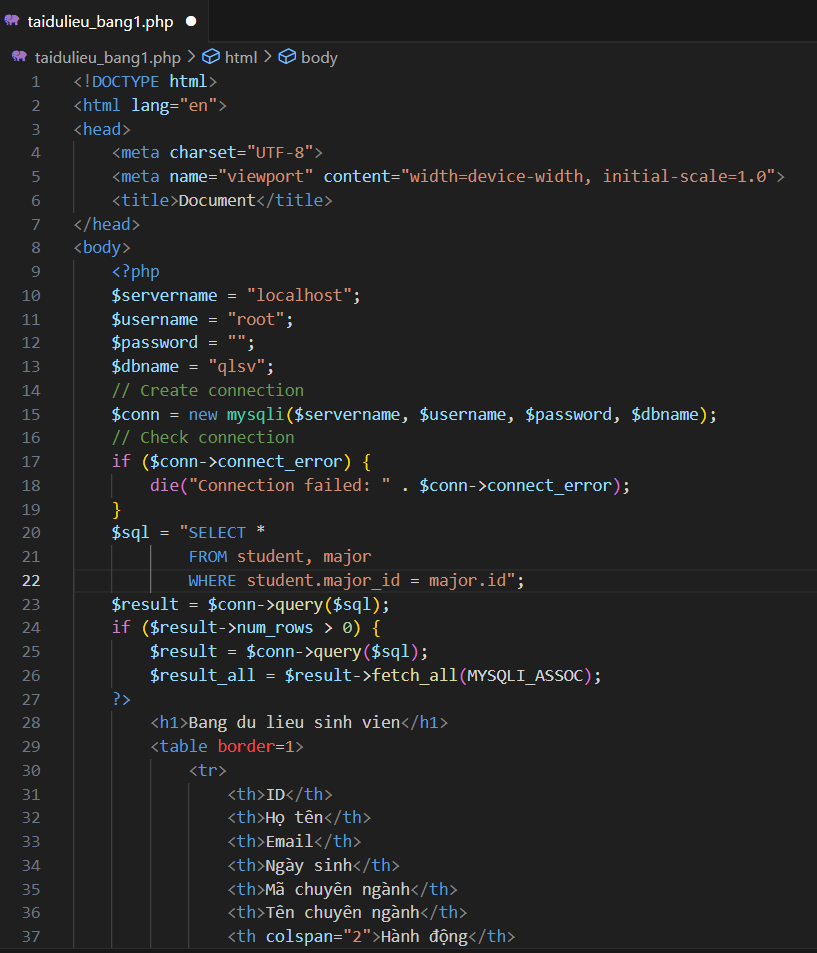 taidulieu_bang1.php
taidulieu_bang1.php > html > body
1 <!DOCTYPE html>
2 <html lang="en">
3 <head>
4 <meta charset="UTF-8">
5 <meta name="viewport" content="width=device-width, initial-scale=1.0">
6 <title>Document</title>
7 </head>
8 <body>
9 <?php
10 $servername = "localhost";
11 $username = "root";
12 $password = "";
13 $dbname = "qlsv";
14 // Create connection
15 $conn = new mysqli($servername, $username, $password, $dbname);
16 // Check connection
17 if ($conn->connect_error) {
18 die("Connection failed: " . $conn->connect_error);
19 }
20 $sql = "SELECT *
21 FROM student, major
22 WHERE student.major_id = major.id";
23 $result = $conn->query($sql);
24 if ($result->num_rows > 0) {
25 $result = $conn->query($sql);
26 $result_all = $result->fetch_all(MYSQLI_ASSOC);
27 ?>
28 <h1>Bang du lieu sinh vien</h1>
29 <table border=1>
30 <tr>
31 <th>ID</th>
32 <th>Họ tên</th>
33 <th>Email</th>
34 <th>Ngày sinh</th>
35 <th>Mã chuyên ngành</th>
36 <th>Tên chuyên ngành</th>
37 <th colspan="2">Hành động</th>